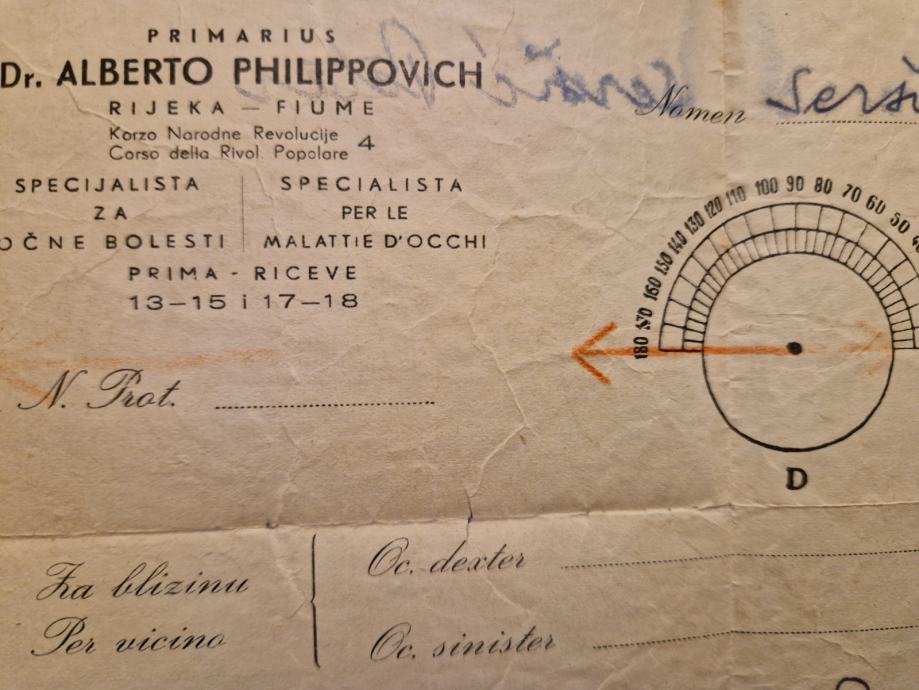 PRIMARIUS
Dr. ALBERTO PHILIPPOVICH
RIJEKA — FIUME
Korzo Narodne Revolucije
Corso della Rivol. Popolare 4
SPECIJALISTA
ZA
OČNE BOLESTI
SPECIALISTA
PER LE
MALATTIE D'OCCHI
PRIMA - RICEVE
13—15 i 17—18
Nomen
N. Prot.
180 170 160 150 140 130 120 110 100 90 80 70 60 50
D
Za blizinu
Per vicino
Oc. dexter
Oc. sinister